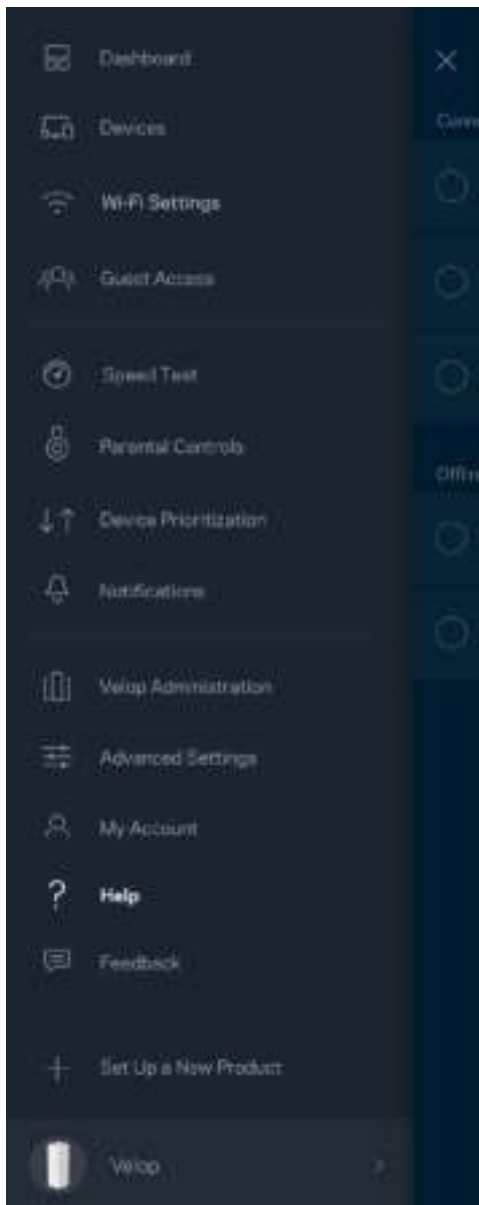 Dashboard
Devices
Wi-Fi Settings
Guest Access
Speed Test
Parental Controls
Device Prioritization
Notifications
Velop Administration
Advanced Settings
My Account
Help
Feedback
Set Up a New Product
Velop